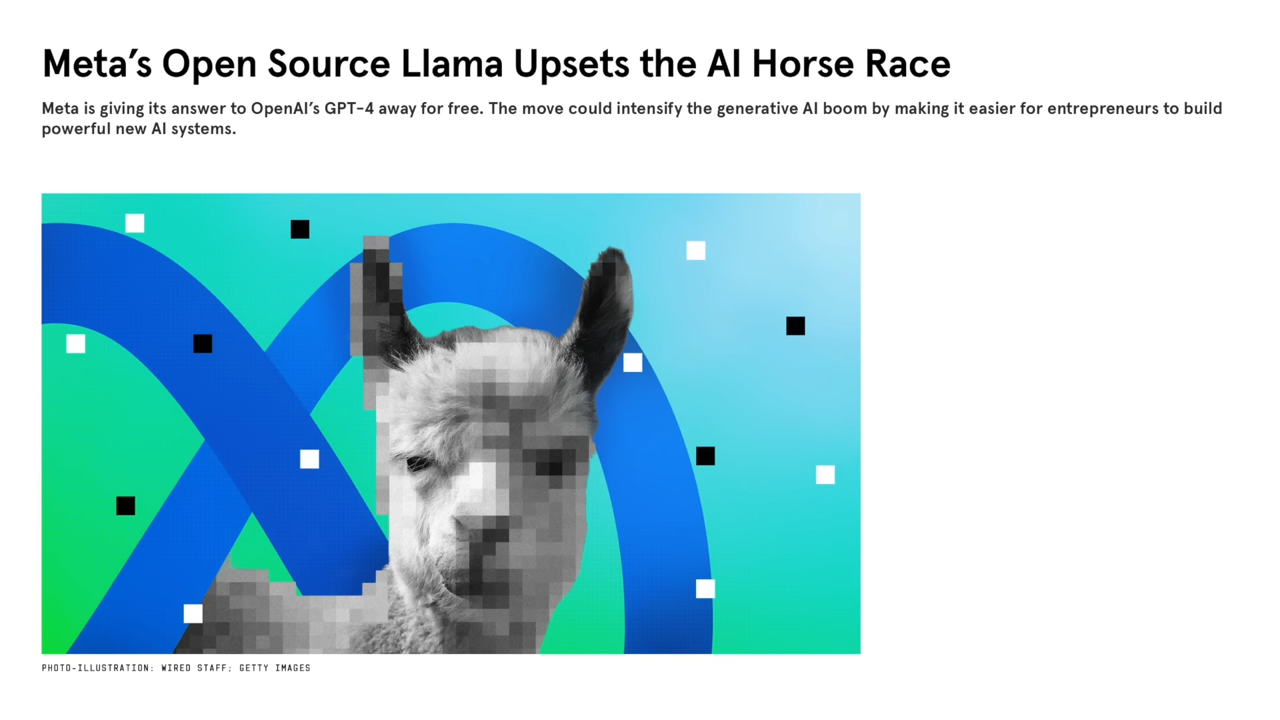 Meta’s Open Source Llama Upsets the AI Horse Race
Meta is giving its answer to OpenAI’s GPT-4 away for free. The move could intensify the generative AI boom by making it easier for entrepreneurs to build
powerful new AI systems.
PHOTO-ILLUSTRATION: WIRED STAFF; GETTY IMAGES